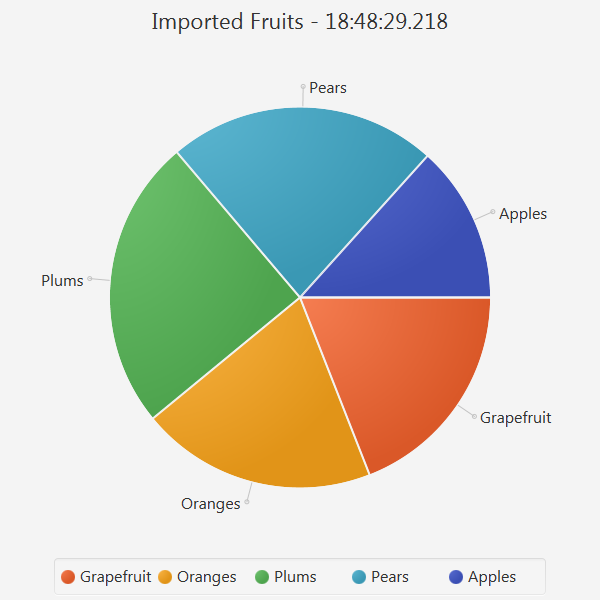 Imported Fruits - 18:48:29.218
Pears
Apples
Plums
Grapefruit
Oranges
Grapefruit Oranges Plums Pears Apples